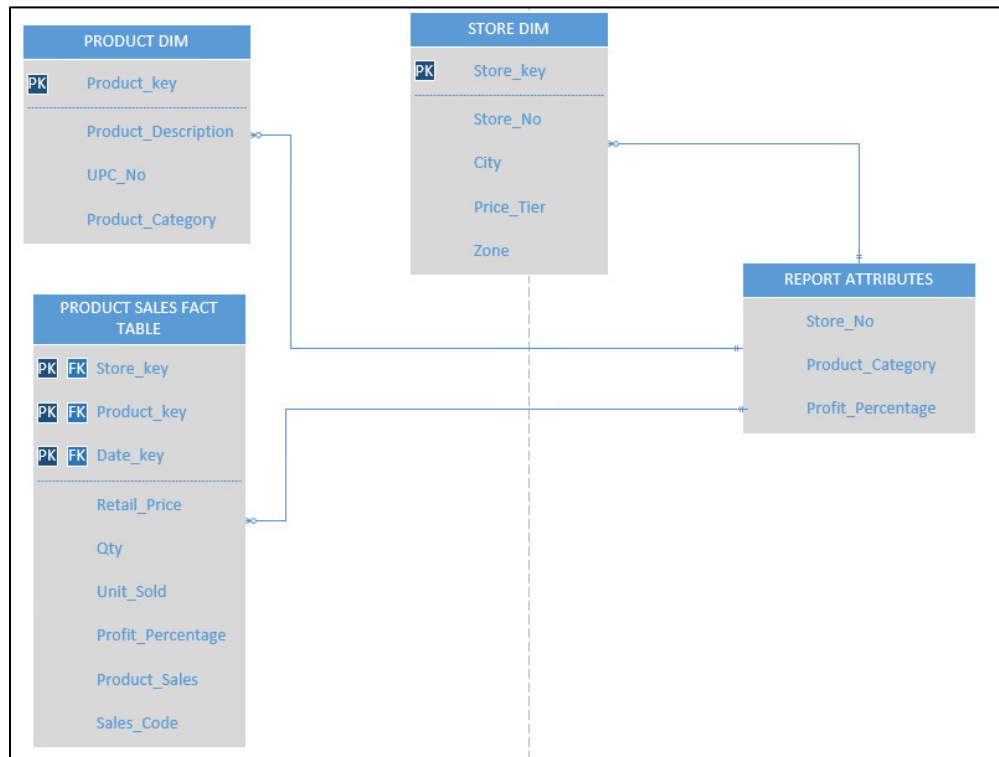 PRODUCT DIM
PK Product_key
Product_Description
UPC_No
Product_Category
STORE DIM
PK Store_key
Store_No
City
Price_Tier
Zone
PRODUCT SALES FACT
TABLE
PK FK Store_key
PK FK Product_key
PK FK Date_key
Retail_Price
Qty
Unit_Sold
Profit_Percentage
Product_Sales
Sales_Code
REPORT ATTRIBUTES
Store_No
Product_Category
Profit_Percentage